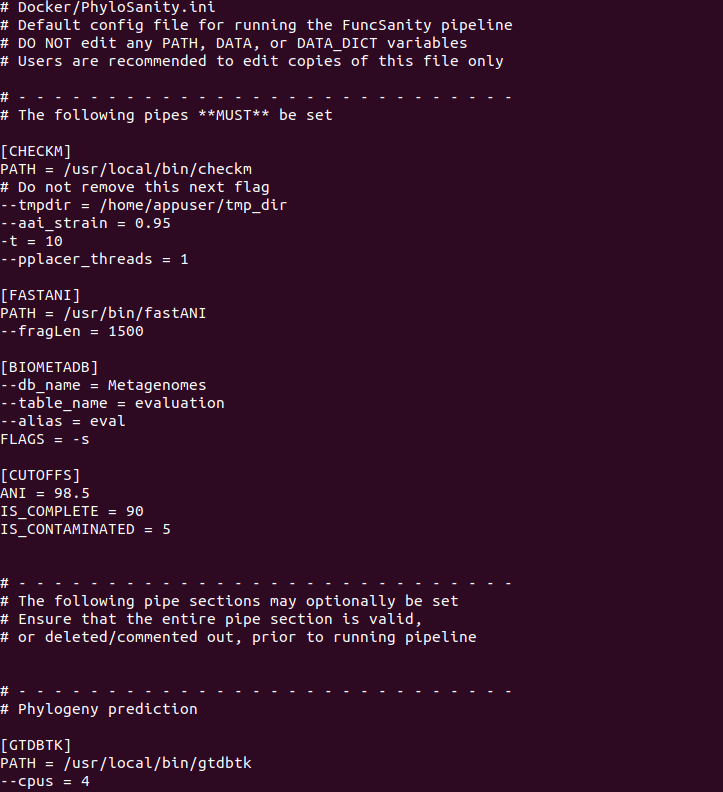 # Docker/PhyloSanity.ini
# Default config file for running the FuncSanity pipeline
# DO NOT edit any PATH, DATA, or DATA_DICT variables
# Users are recommended to edit copies of this file only
# - - - - - - - - - - - - - - - - - - - - - - - - - - - -
# The following pipes **MUST** be set
[CHECKM]
PATH = /usr/local/bin/checkm
# Do not remove this next flag
--tmpdir = /home/appuser/tmp_dir
--aai_strain = 0.95
-t = 10
--pplacer_threads = 1
[FASTANI]
PATH = /usr/bin/fastANI
--fragLen = 1500
[BIOMETADB]
--db_name = Metagenomes
--table_name = evaluation
--alias = eval
FLAGS = -s
[CUTOFFS]
ANI = 98.5
IS_COMPLETE = 90
IS_CONTAMINATED = 5
# - - - - - - - - - - - - - - - - - - - - - - - - - - - -
# The following pipe sections may optionally be set
# Ensure that the entire pipe section is valid,
# or deleted/commented out, prior to running pipeline
# - - - - - - - - - - - - - - - - - - - - - - - - - - - -
# Phylogeny prediction
[GTDBTK]
PATH = /usr/local/bin/gtdbtk
--cpus = 4